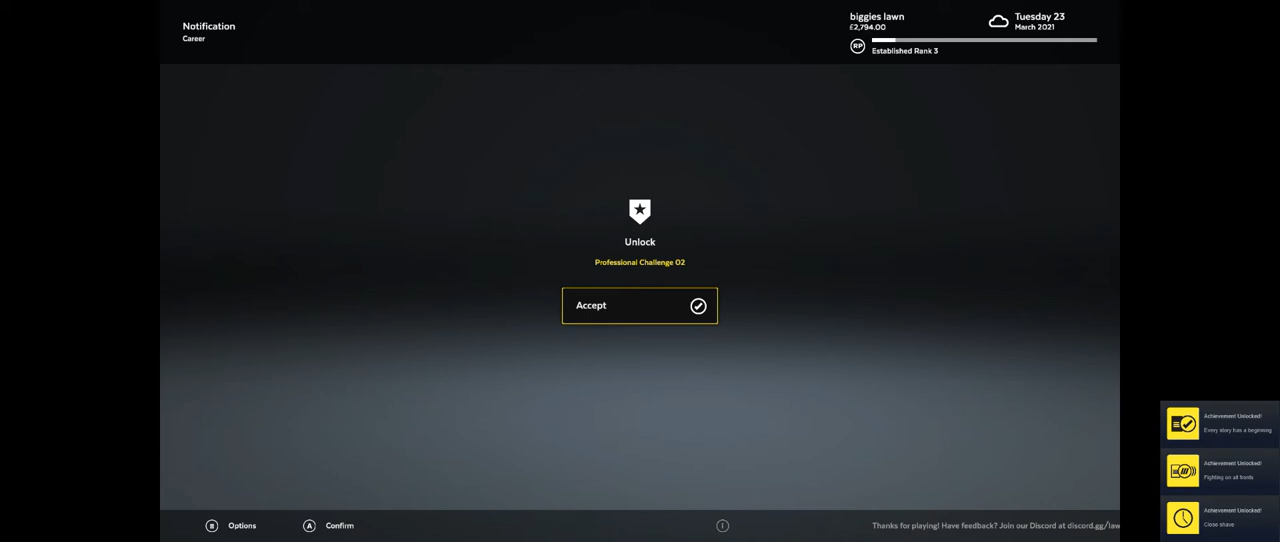 Notification
Career
biggies lawn
£2,794.00
Tuesday 23
March 2021
RP
Established Rank 3
Unlock
Professional Challenge 02
Accept
Achievement Unlocked!
Every story has a beginning
Achievement Unlocked!
Fighting on all fronts
Achievement Unlocked!
Close shave
Options
A Confirm
Thanks for playing! Have feedback? Join our Discord at discord.gg/law